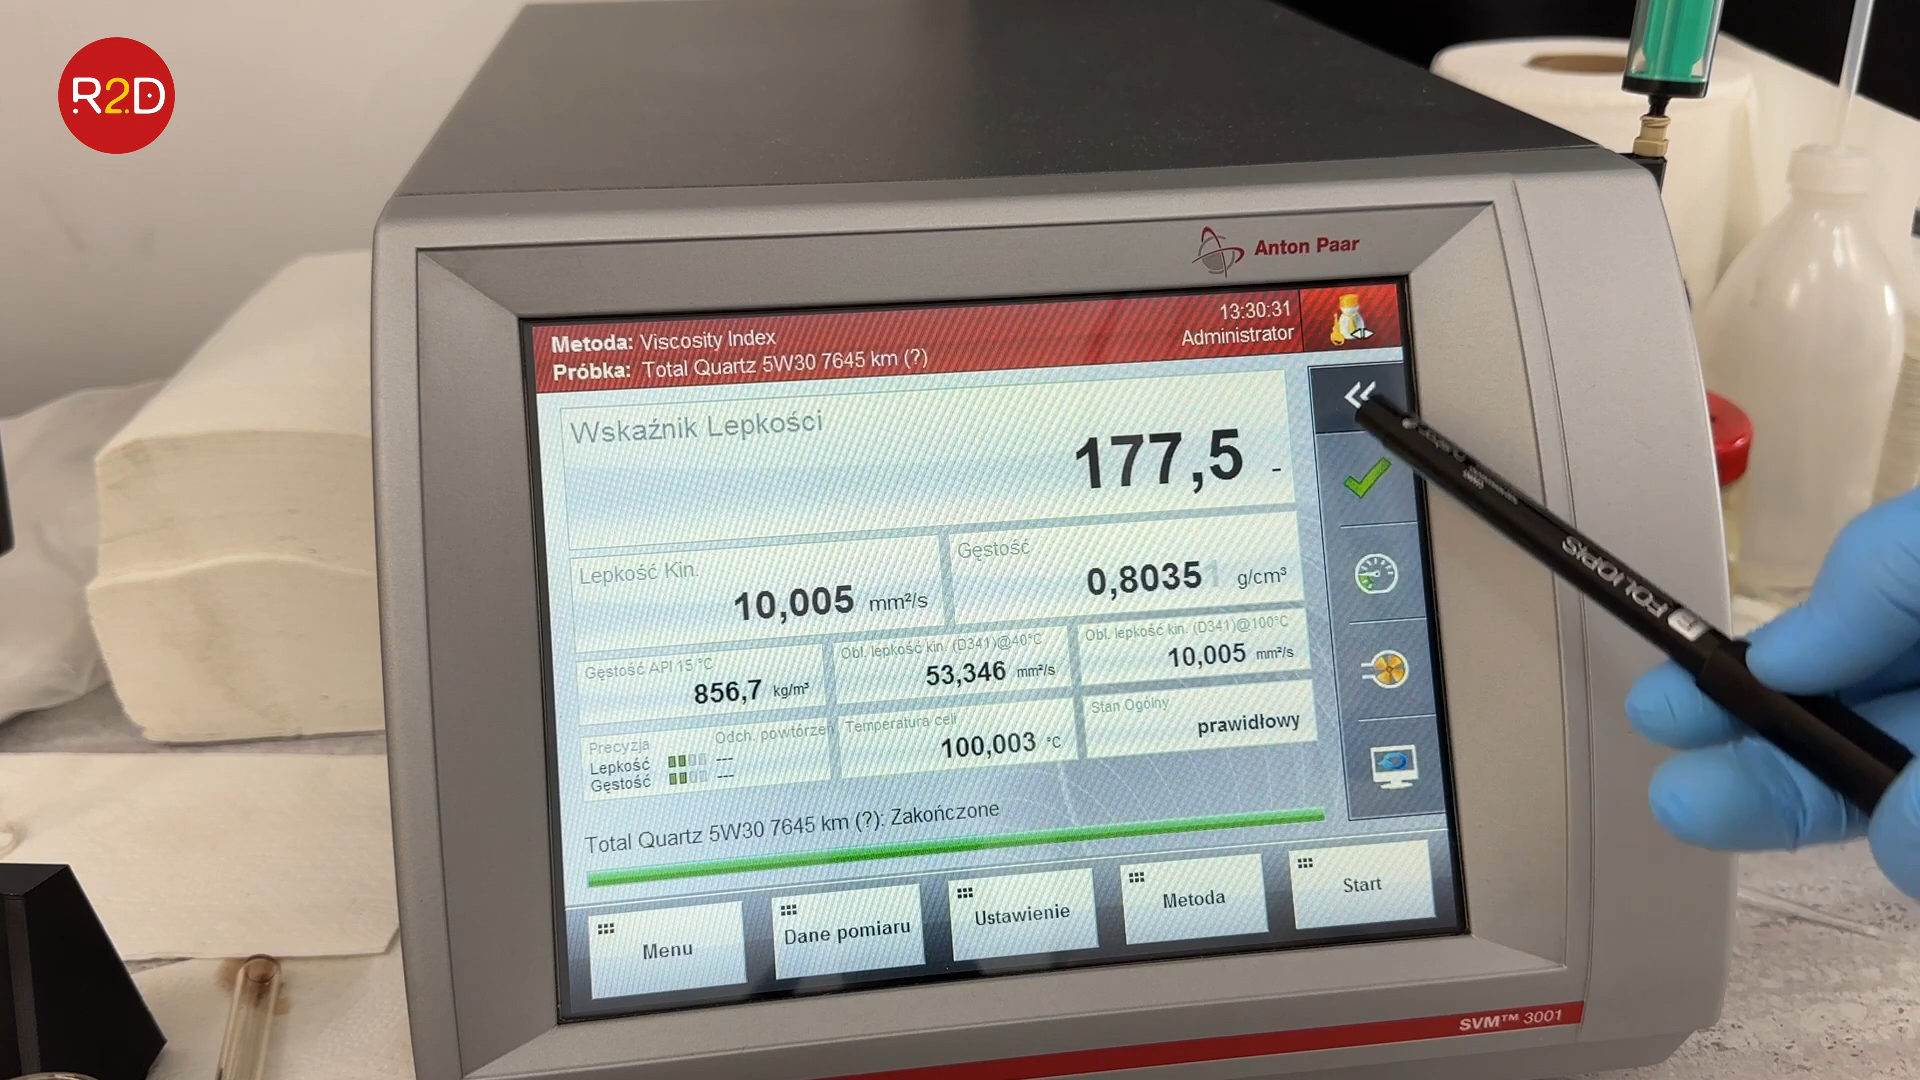 R2D
Anton Paar
Metoda: Viscosity Index
13:30:31
Próbka: Total Quartz 5W30 7645 km (?)
Administrator
Wskaźnik Lepkości
177,5 -
Lepkość Kin.
10,005 mm²/s
Gęstość
0,8035 g/cm³
Gęstość API 15 °C
856,7 kg/m³
Obl. lepkość kin. (D341)@40°C
53,346 mm²/s
Obl. lepkość kin. (D341)@100°C
10,005 mm²/s
Precyzja Odch. powtórzeń
Lepkość ---
Gęstość ---
Temperatura celi
100,003 °C
Stan Ogólny
prawidłowy
Total Quartz 5W30 7645 km (?): Zakończone
Menu
Dane pomiaru
Ustawienie
Metoda
Start
SVM™ 3001
FOLIOPIS